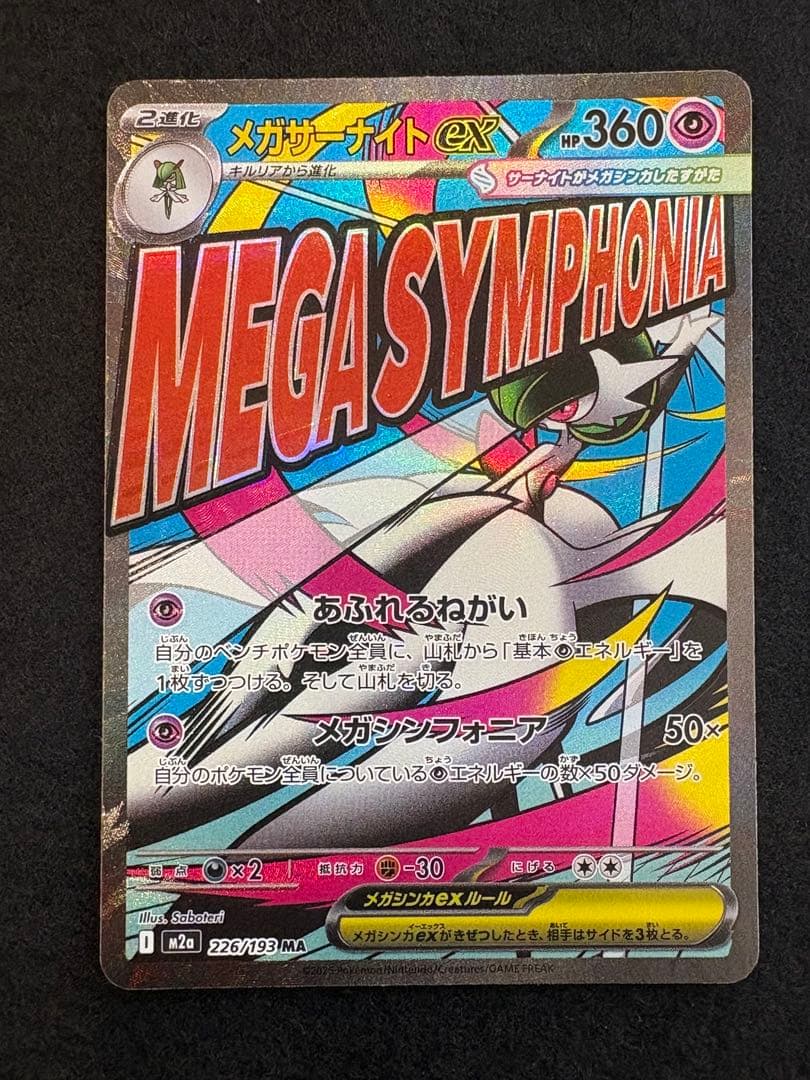 2進化
メガサーナイトex
HP360
キルリアから進化
サーナイトがメガシンカしたすがた
MEGA SYMPHONIA
あふれるねがい
自分のベンチポケモン全員に、山札から「基本エネルギー」を
1枚ずつつける。そして山札を切る。
メガシンフォニア 50×
自分のポケモン全員についているエネルギーの数×50ダメージ。
弱点 ×2 抵抗力 -30 にげる
メガシンカexルール
メガシンカexがきぜつしたとき、相手はサイドを3枚とる。
Illus. Saboteri
I m2a 226/193 MA
©2025 Pokémon/Nintendo/Creatures/GAME FREAK